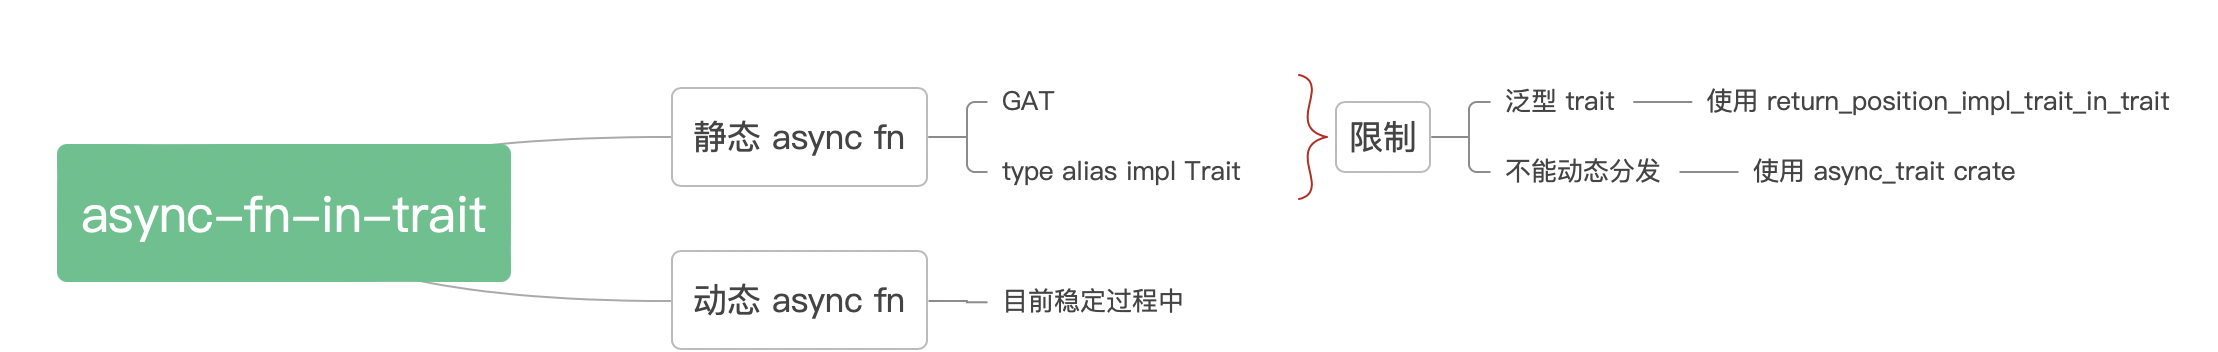 async-fn-in-trait
静态 async fn
GAT
type alias impl Trait
限制
泛型 trait
使用 return_position_impl_trait_in_trait
不能动态分发
使用 async_trait crate
动态 async fn
目前稳定过程中